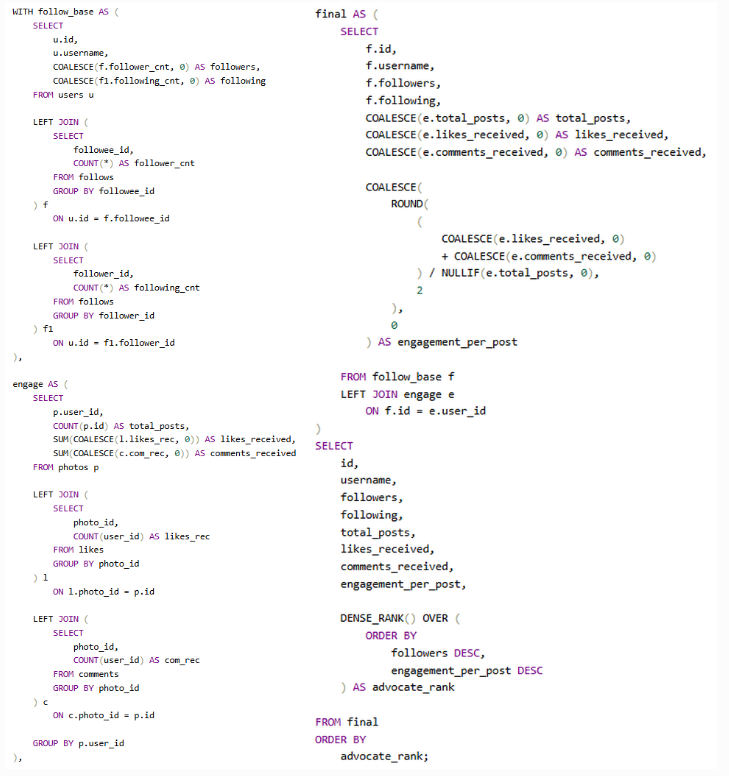 WITH follow_base AS (
    SELECT
        u.id,
        u.username,
        COALESCE(f.follower_cnt, 0) AS followers,
        COALESCE(f1.following_cnt, 0) AS following
    FROM users u

    LEFT JOIN (
        SELECT
            followee_id,
            COUNT(*) AS follower_cnt
        FROM follows
        GROUP BY followee_id
    ) f
        ON u.id = f.followee_id

    LEFT JOIN (
        SELECT
            follower_id,
            COUNT(*) AS following_cnt
        FROM follows
        GROUP BY follower_id
    ) f1
        ON u.id = f1.follower_id
),

engage AS (
    SELECT
        p.user_id,
        COUNT(p.id) AS total_posts,
        SUM(COALESCE(l.likes_rec, 0)) AS likes_received,
        SUM(COALESCE(c.com_rec, 0)) AS comments_received
    FROM photos p

    LEFT JOIN (
        SELECT
            photo_id,
            COUNT(user_id) AS likes_rec
        FROM likes
        GROUP BY photo_id
    ) l
        ON l.photo_id = p.id

    LEFT JOIN (
        SELECT
            photo_id,
            COUNT(user_id) AS com_rec
        FROM comments
        GROUP BY photo_id
    ) c
        ON c.photo_id = p.id

    GROUP BY p.user_id
),

final AS (
    SELECT
        f.id,
        f.username,
        f.followers,
        f.following,
        COALESCE(e.total_posts, 0) AS total_posts,
        COALESCE(e.likes_received, 0) AS likes_received,
        COALESCE(e.comments_received, 0) AS comments_received,

        COALESCE(
            ROUND(
                (
                    COALESCE(e.likes_received, 0)
                    + COALESCE(e.comments_received, 0)
                ) / NULLIF(e.total_posts, 0),
                2
            ),
            0
        ) AS engagement_per_post

    FROM follow_base f
    LEFT JOIN engage e
        ON f.id = e.user_id
)
SELECT
    id,
    username,
    followers,
    following,
    total_posts,
    likes_received,
    comments_received,
    engagement_per_post,

    DENSE_RANK() OVER (
        ORDER BY
            followers DESC,
            engagement_per_post DESC
    ) AS advocate_rank

FROM final
ORDER BY
    advocate_rank;